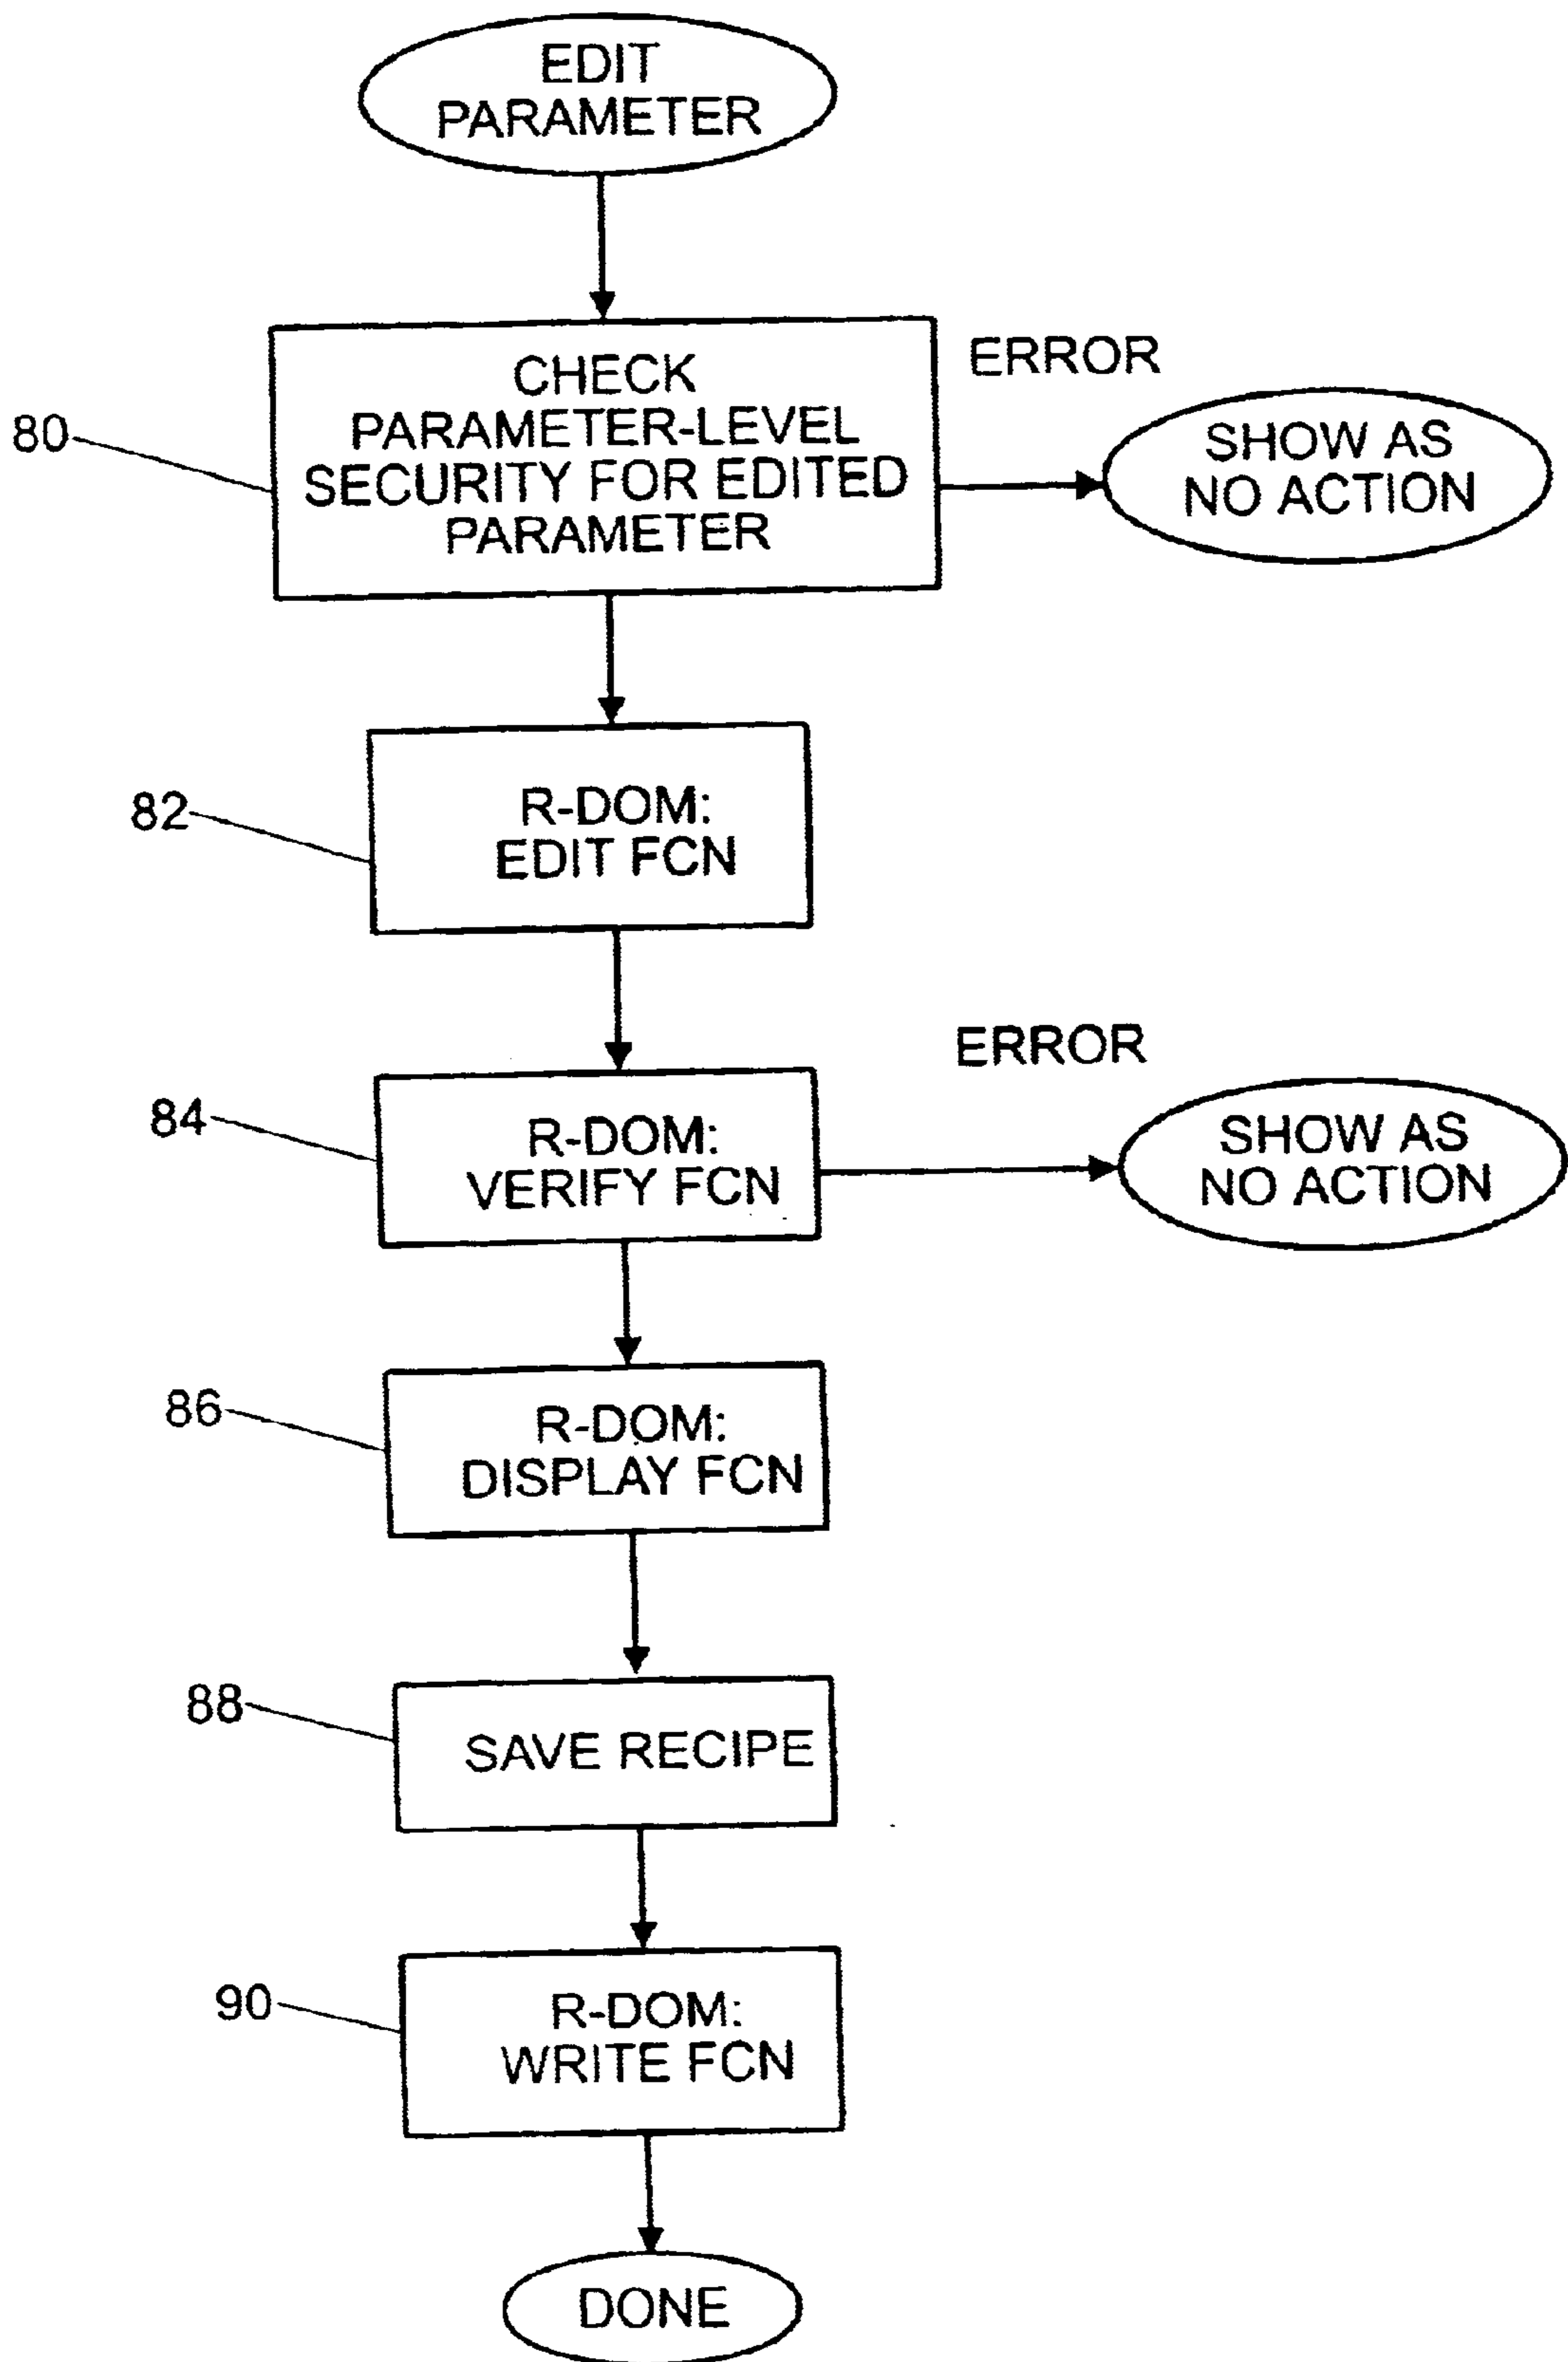 EDIT
PARAMETER
CHECK
PARAMETER-LEVEL
SECURITY FOR EDITED
PARAMETER
ERROR
80
SHOW AS
NO ACTION
R-DOM:
EDIT FCN
82
ERROR
R-DOM:
VERIFY FCN
84
SHOW AS
NO ACTION
R-DOM:
DISPLAY FCN
86
88
SAVE RECIPE
90
R-DOM:
WRITE FCN
DONE